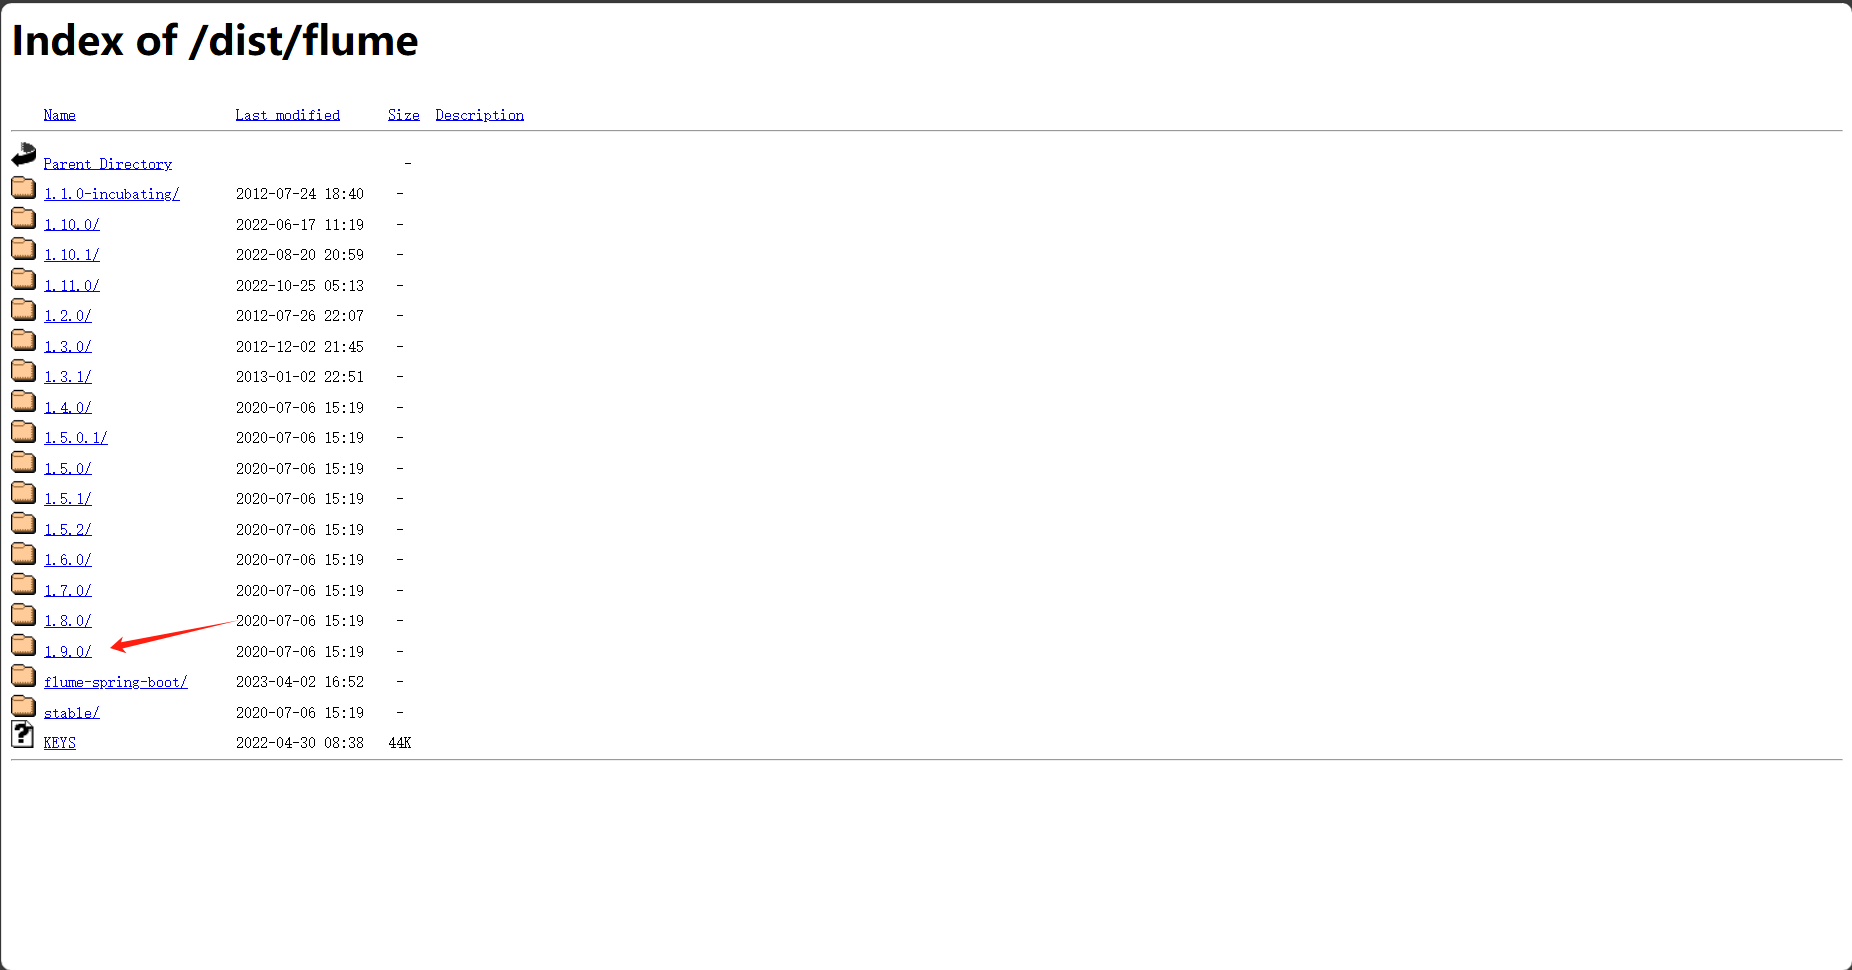 Index of /dist/flume
Name Last modified Size Description
Parent Directory -
1.1.0-incubating/ 2012-07-24 18:40 -
1.10.0/ 2022-06-17 11:19 -
1.10.1/ 2022-08-20 20:59 -
1.11.0/ 2022-10-25 05:13 -
1.2.0/ 2012-07-26 22:07 -
1.3.0/ 2012-12-02 21:45 -
1.3.1/ 2013-01-02 22:51 -
1.4.0/ 2020-07-06 15:19 -
1.5.0.1/ 2020-07-06 15:19 -
1.5.0/ 2020-07-06 15:19 -
1.5.1/ 2020-07-06 15:19 -
1.5.2/ 2020-07-06 15:19 -
1.6.0/ 2020-07-06 15:19 -
1.7.0/ 2020-07-06 15:19 -
1.8.0/ 2020-07-06 15:19 -
1.9.0/ 2020-07-06 15:19 -
flume-spring-boot/ 2023-04-02 16:52 -
stable/ 2020-07-06 15:19 -
KEYS 2022-04-30 08:38 44K